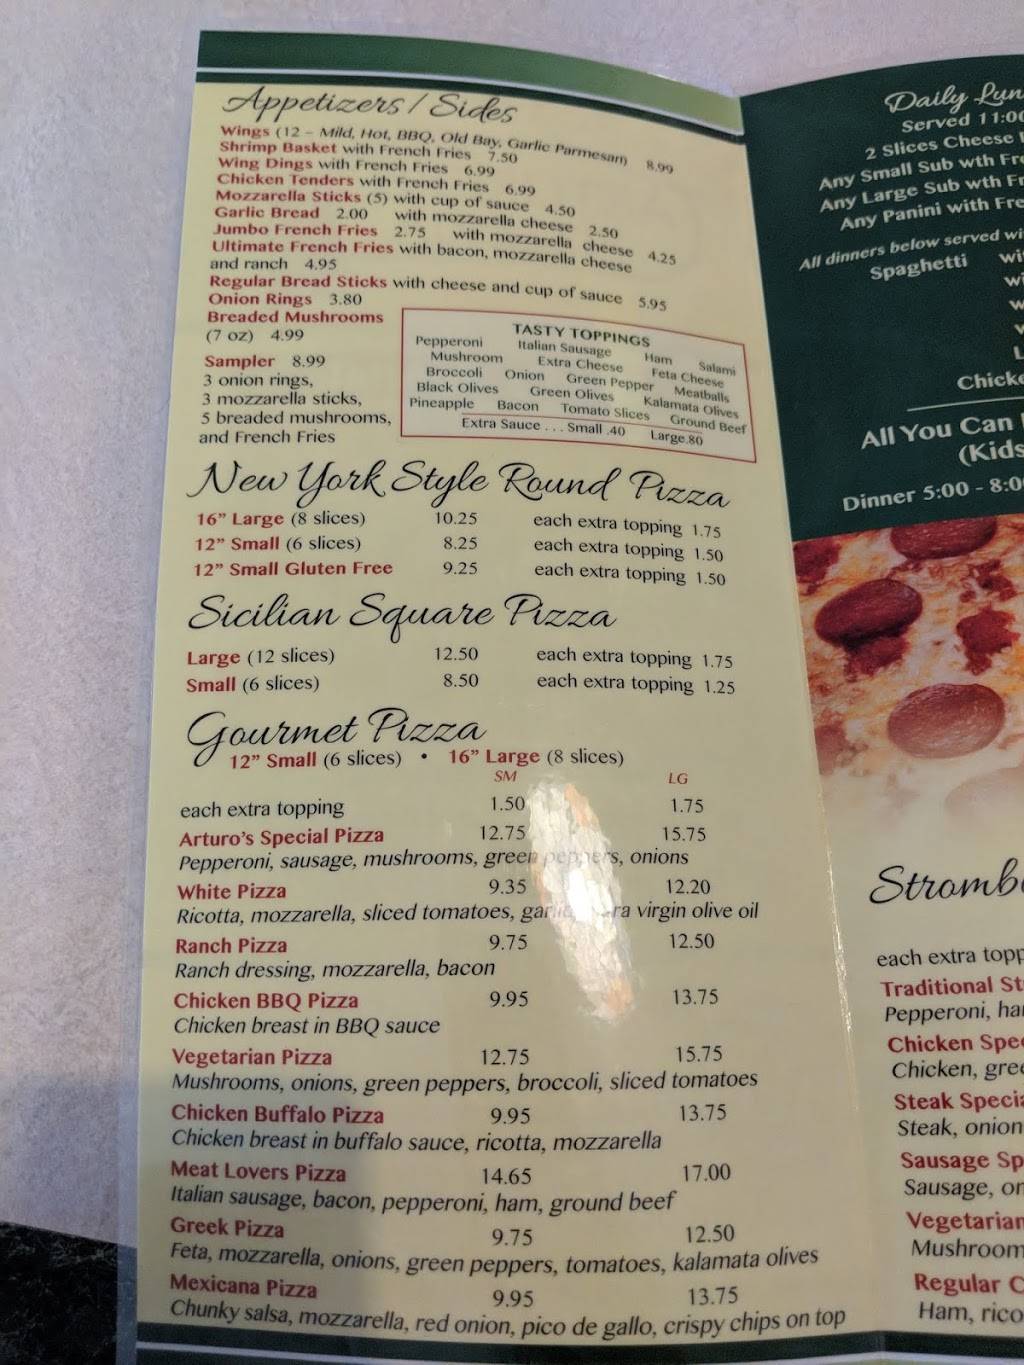 Appetizers / Sides
Wings (12 – Mild, Hot, BBQ, Old Bay, Garlic Parmesan) 8.99
Shrimp Basket with French Fries 7.50
Wing Dings with French Fries 6.99
Chicken Tenders with French Fries 6.99
Mozzarella Sticks (5) with cup of sauce 4.50
Garlic Bread 2.00 with mozzarella cheese 2.50
Jumbo French Fries 2.75 with mozzarella cheese 4.25
Ultimate French Fries with bacon, mozzarella cheese
and ranch 4.95
Regular Bread Sticks with cheese and cup of sauce 5.95
Onion Rings 3.80
Breaded Mushrooms
(7 oz) 4.99
Sampler 8.99
3 onion rings,
3 mozzarella sticks,
5 breaded mushrooms,
and French Fries
TASTY TOPPINGS
Pepperoni Italian Sausage Ham Salami
Mushroom Extra Cheese Feta Cheese
Broccoli Onion Green Pepper Meatballs
Black Olives Green Olives Kalamata Olives
Pineapple Bacon Tomato Slices Ground Beef
Extra Sauce . . . Small .40 Large.80
New York Style Round Pizza
16" Large (8 slices) 10.25 each extra topping 1.75
12" Small (6 slices) 8.25 each extra topping 1.50
12" Small Gluten Free 9.25 each extra topping 1.50
Sicilian Square Pizza
Large (12 slices) 12.50 each extra topping 1.75
Small (6 slices) 8.50 each extra topping 1.25
Gourmet Pizza
12" Small (6 slices) • 16" Large (8 slices)
SM LG
each extra topping 1.50 1.75
Arturo's Special Pizza 12.75 15.75
Pepperoni, sausage, mushrooms, green peppers, onions
White Pizza 9.35 12.20
Ricotta, mozzarella, sliced tomatoes, virgin olive oil
Ranch Pizza 9.75 12.50
Ranch dressing, mozzarella, bacon
Chicken BBQ Pizza 9.95 13.75
Chicken breast in BBQ sauce
Vegetarian Pizza 12.75 15.75
Mushrooms, onions, green peppers, broccoli, sliced tomatoes
Chicken Buffalo Pizza 9.95 13.75
Chicken breast in buffalo sauce, ricotta, mozzarella
Meat Lovers Pizza 14.65 17.00
Italian sausage, bacon, pepperoni, ham, ground beef
Greek Pizza 9.75 12.50
Feta, mozzarella, onions, green peppers, tomatoes, kalamata olives
Mexicana Pizza 9.95 13.75
Chunky salsa, mozzarella, red onion, pico de gallo, crispy chips on top
Daily
Served 11:00
2 Slices Cheese
Any Small Sub wth
Any Large Sub wth
Any Panini with
All dinners below served
Spaghetti
All You Can
(Kids
Dinner 5:00 - 8:00
each extra
Traditional
Pepperoni,
Chicken
Chicken,
Steak
Steak, onion
Sausage
Sausage,
Vegetarian
Regular
Ham,